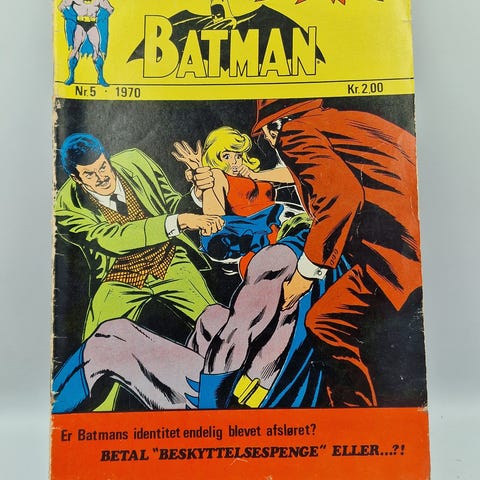 BATMAN
Nr. 5 · 1970
Kr. 2,00
Er Batmans identitet endelig blevet afsløret?
BETAL "BESKYTTELSESPENGE" ELLER...?!